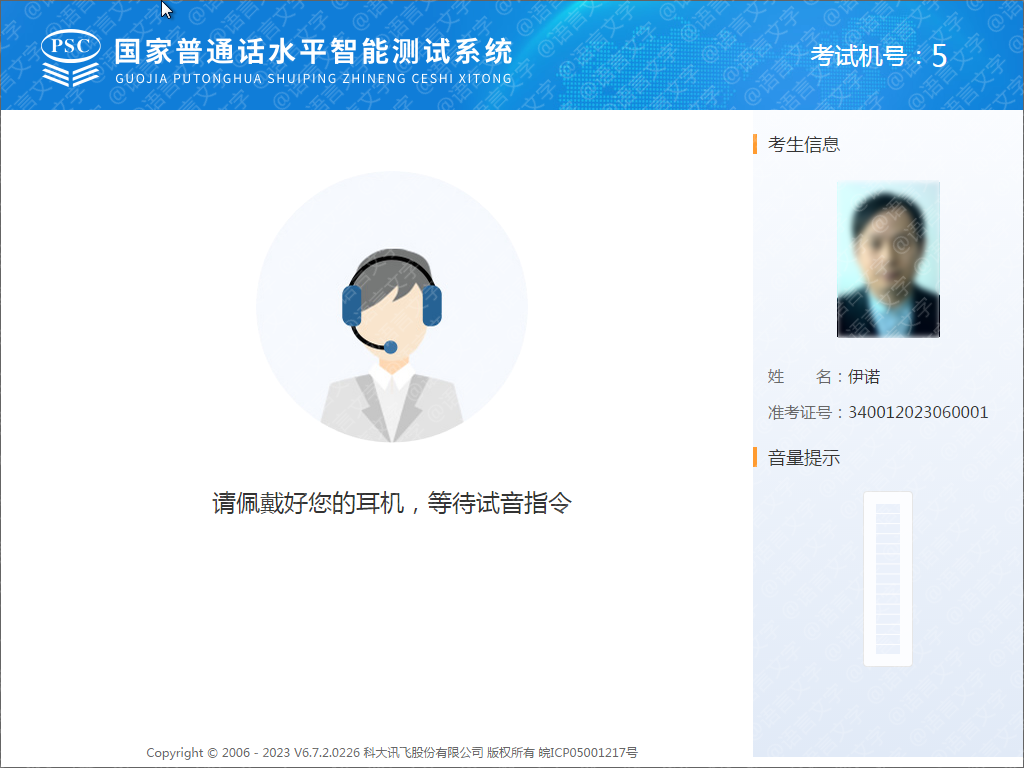 PSC
国家普通话水平智能测试系统
GUOJIA PUTONGHUA SHUIPING ZHINENG CESHI XITONG
考试机号：5
考生信息
姓 名：伊诺
准考证号：340012023060001
音量提示
请佩戴好您的耳机，等待试音指令
Copyright © 2006 - 2023 V6.7.2.0226 科大讯飞股份有限公司 版权所有 皖ICP05001217号
@语言文字